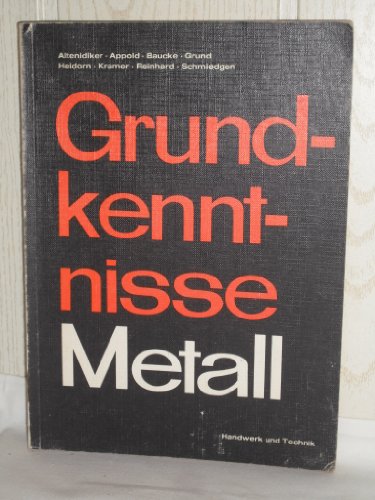 Altenidiker · Appold · Baucke · Grund
Heidorn · Kramer · Reinhard · Schmiedgen
Grund-
kennt-
nisse
Metall
Handwerk und Technik